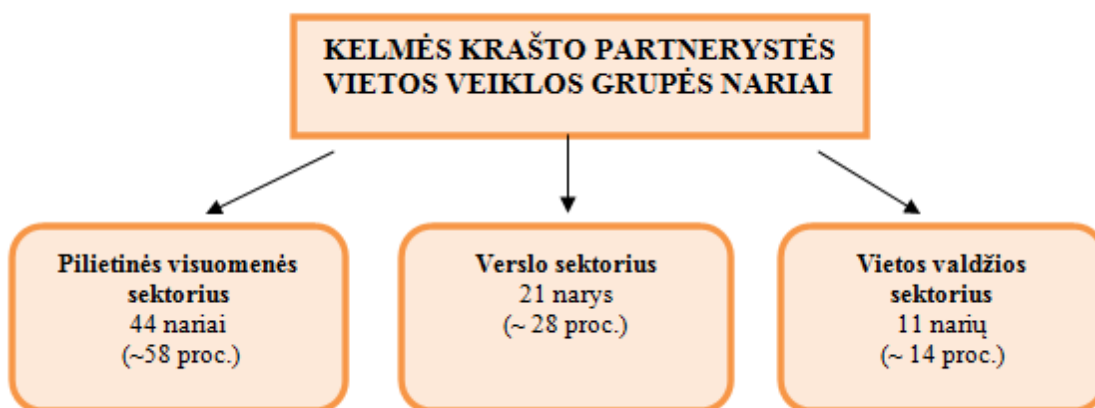 KELMĖS KRAŠTO PARTNERYSTĖS
VIETOS VEIKLOS GRUPĖS NARIAI
Pilietinės visuomenės
sektorius
44 nariai
(~58 proc.)
Verslo sektorius
21 narys
(~ 28 proc.)
Vietos valdžios
sektorius
11 narių
(~ 14 proc.)